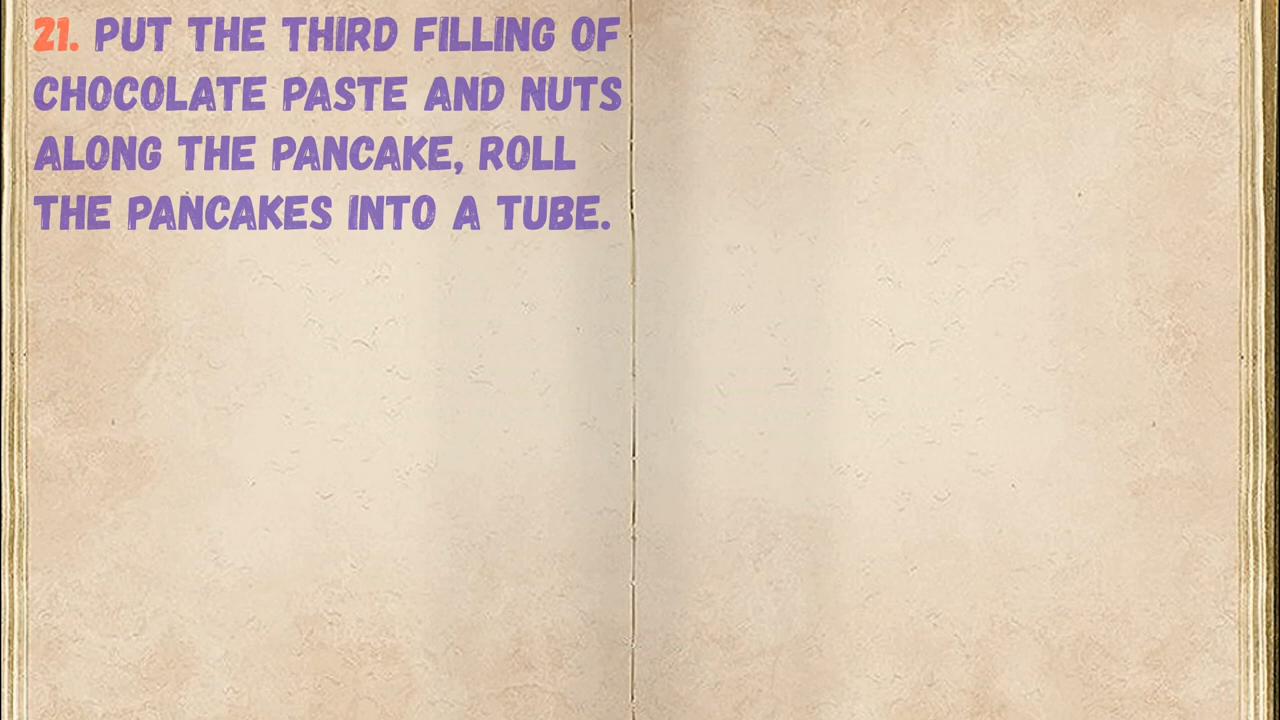 21. PUT THE THIRD FILLING OF
CHOCOLATE PASTE AND NUTS
ALONG THE PANCAKE, ROLL
THE PANCAKES INTO A TUBE.